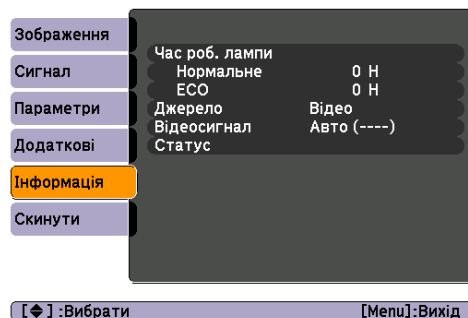 Зображення
Сигнал
Параметри
Додаткові
Інформація
Скинути
Час роб. лампи
Нормальне 0 H
ECO 0 H
Джерело Відео
Відеосигнал Авто (----)
Статус
[◆] :Вибрати [Menu]:Вихід